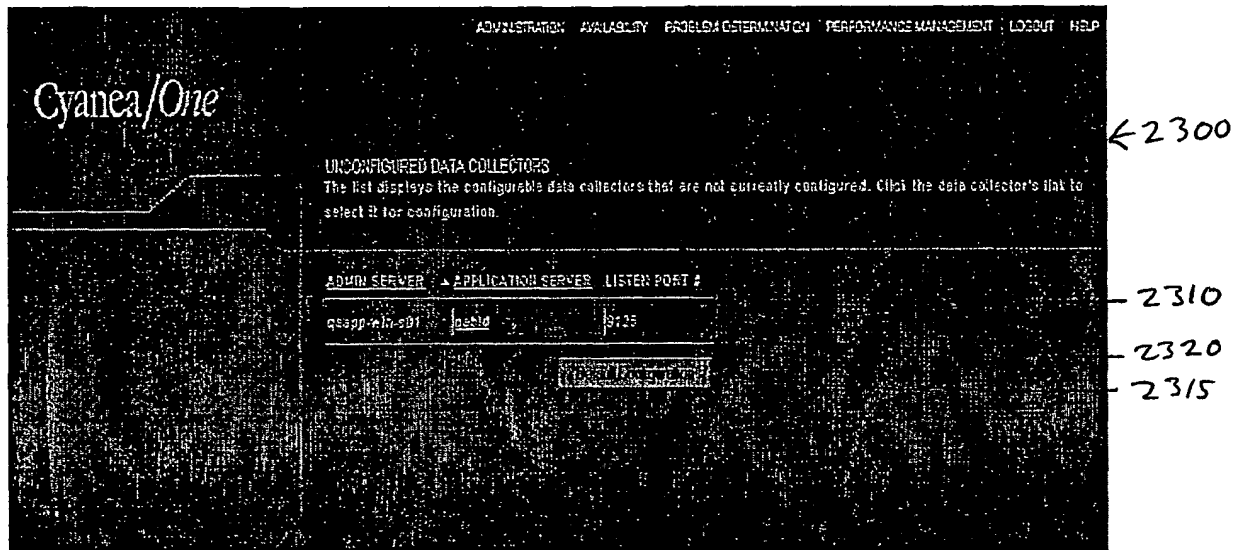 ADMINISTRATION AVAILABILITY PROBLEM DETERMINATION PERFORMANCE MANAGEMENT LOGOUT HELP
Cyanea/One
2300
UNCONFIGURED DATA COLLECTORS
The list displays the configurable data collectors that are not currently configured. Click the data collector's link to
select it for configuration.
ADMIN SERVER APPLICATION SERVER LISTEN PORT #
2310
2320
2315